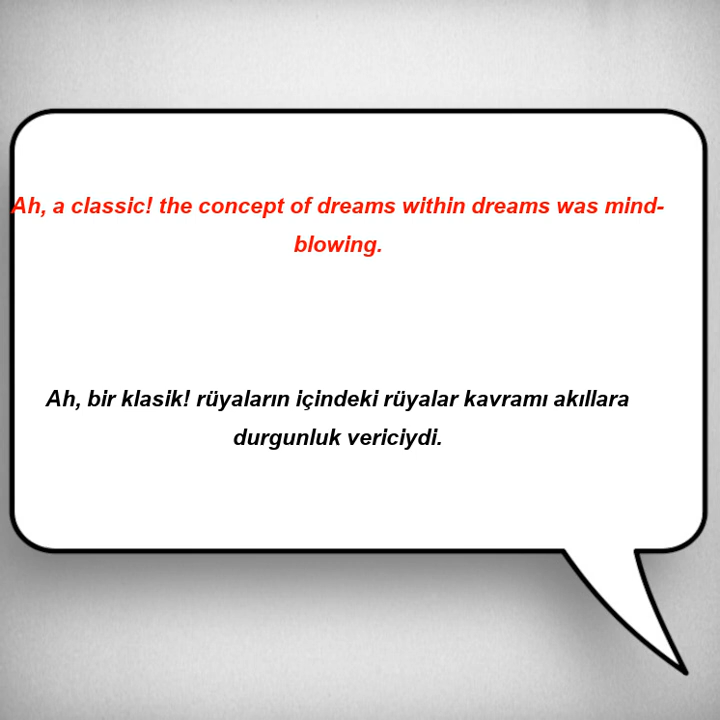 Ah, a classic! the concept of dreams within dreams was mind-
blowing.
Ah, bir klasik! rüyaların içindeki rüyalar kavramı akıllara
durgunluk vericiydi.